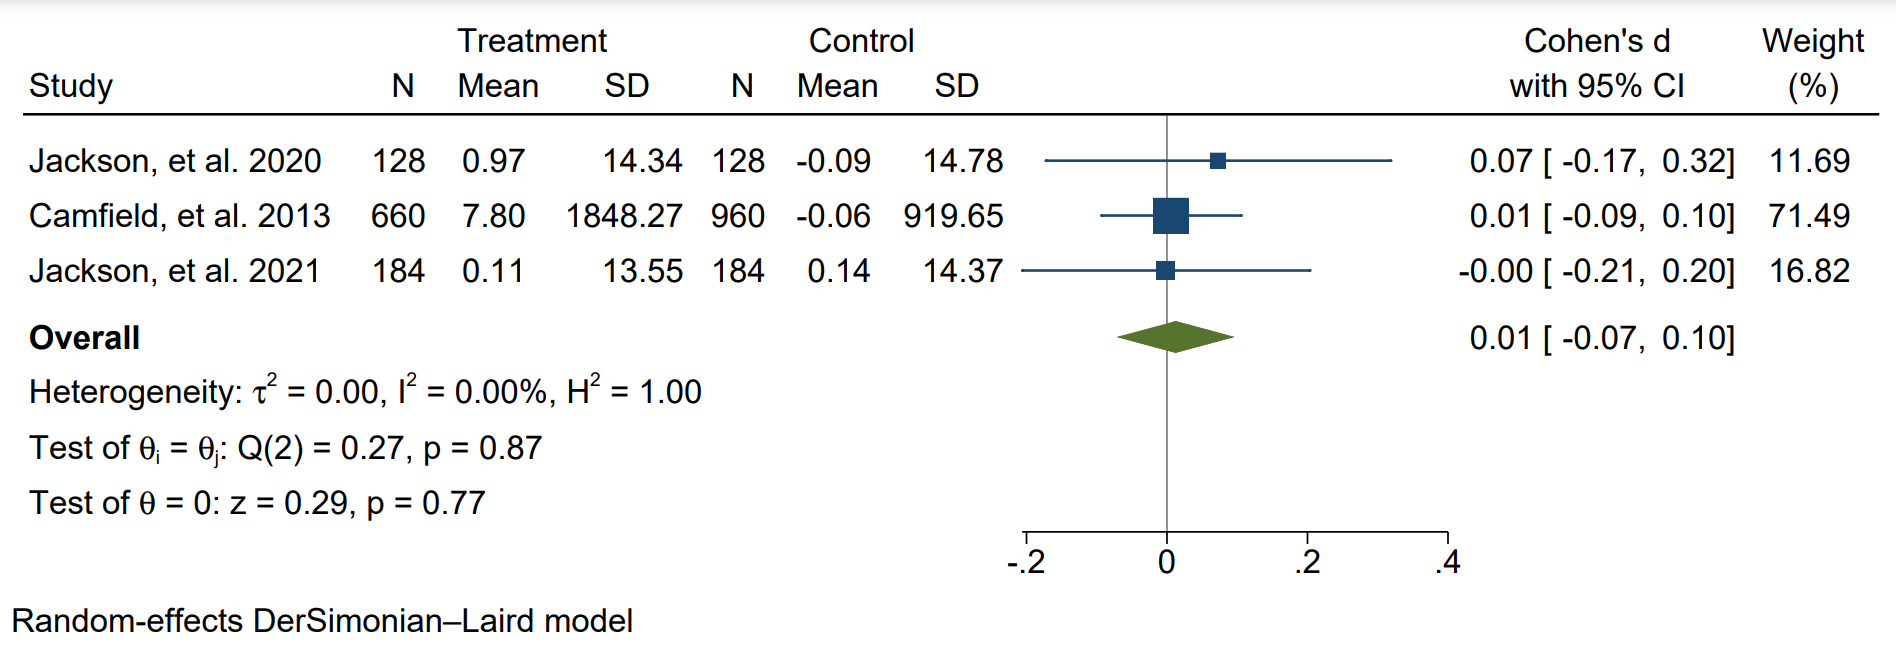 Treatment Control Cohen's d Weight
Study N Mean SD N Mean SD with 95% CI (%)
Jackson, et al. 2020 128 0.97 14.34 128 -0.09 14.78 0.07 [ -0.17, 0.32] 11.69
Camfield, et al. 2013 660 7.80 1848.27 960 -0.06 919.65 0.01 [ -0.09, 0.10] 71.49
Jackson, et al. 2021 184 0.11 13.55 184 0.14 14.37 -0.00 [ -0.21, 0.20] 16.82
Overall 0.01 [ -0.07, 0.10]
Heterogeneity: τ² = 0.00, I² = 0.00%, H² = 1.00
Test of θᵢ = θⱼ: Q(2) = 0.27, p = 0.87
Test of θ = 0: z = 0.29, p = 0.77
-.2 0 .2 .4
Random-effects DerSimonian–Laird model